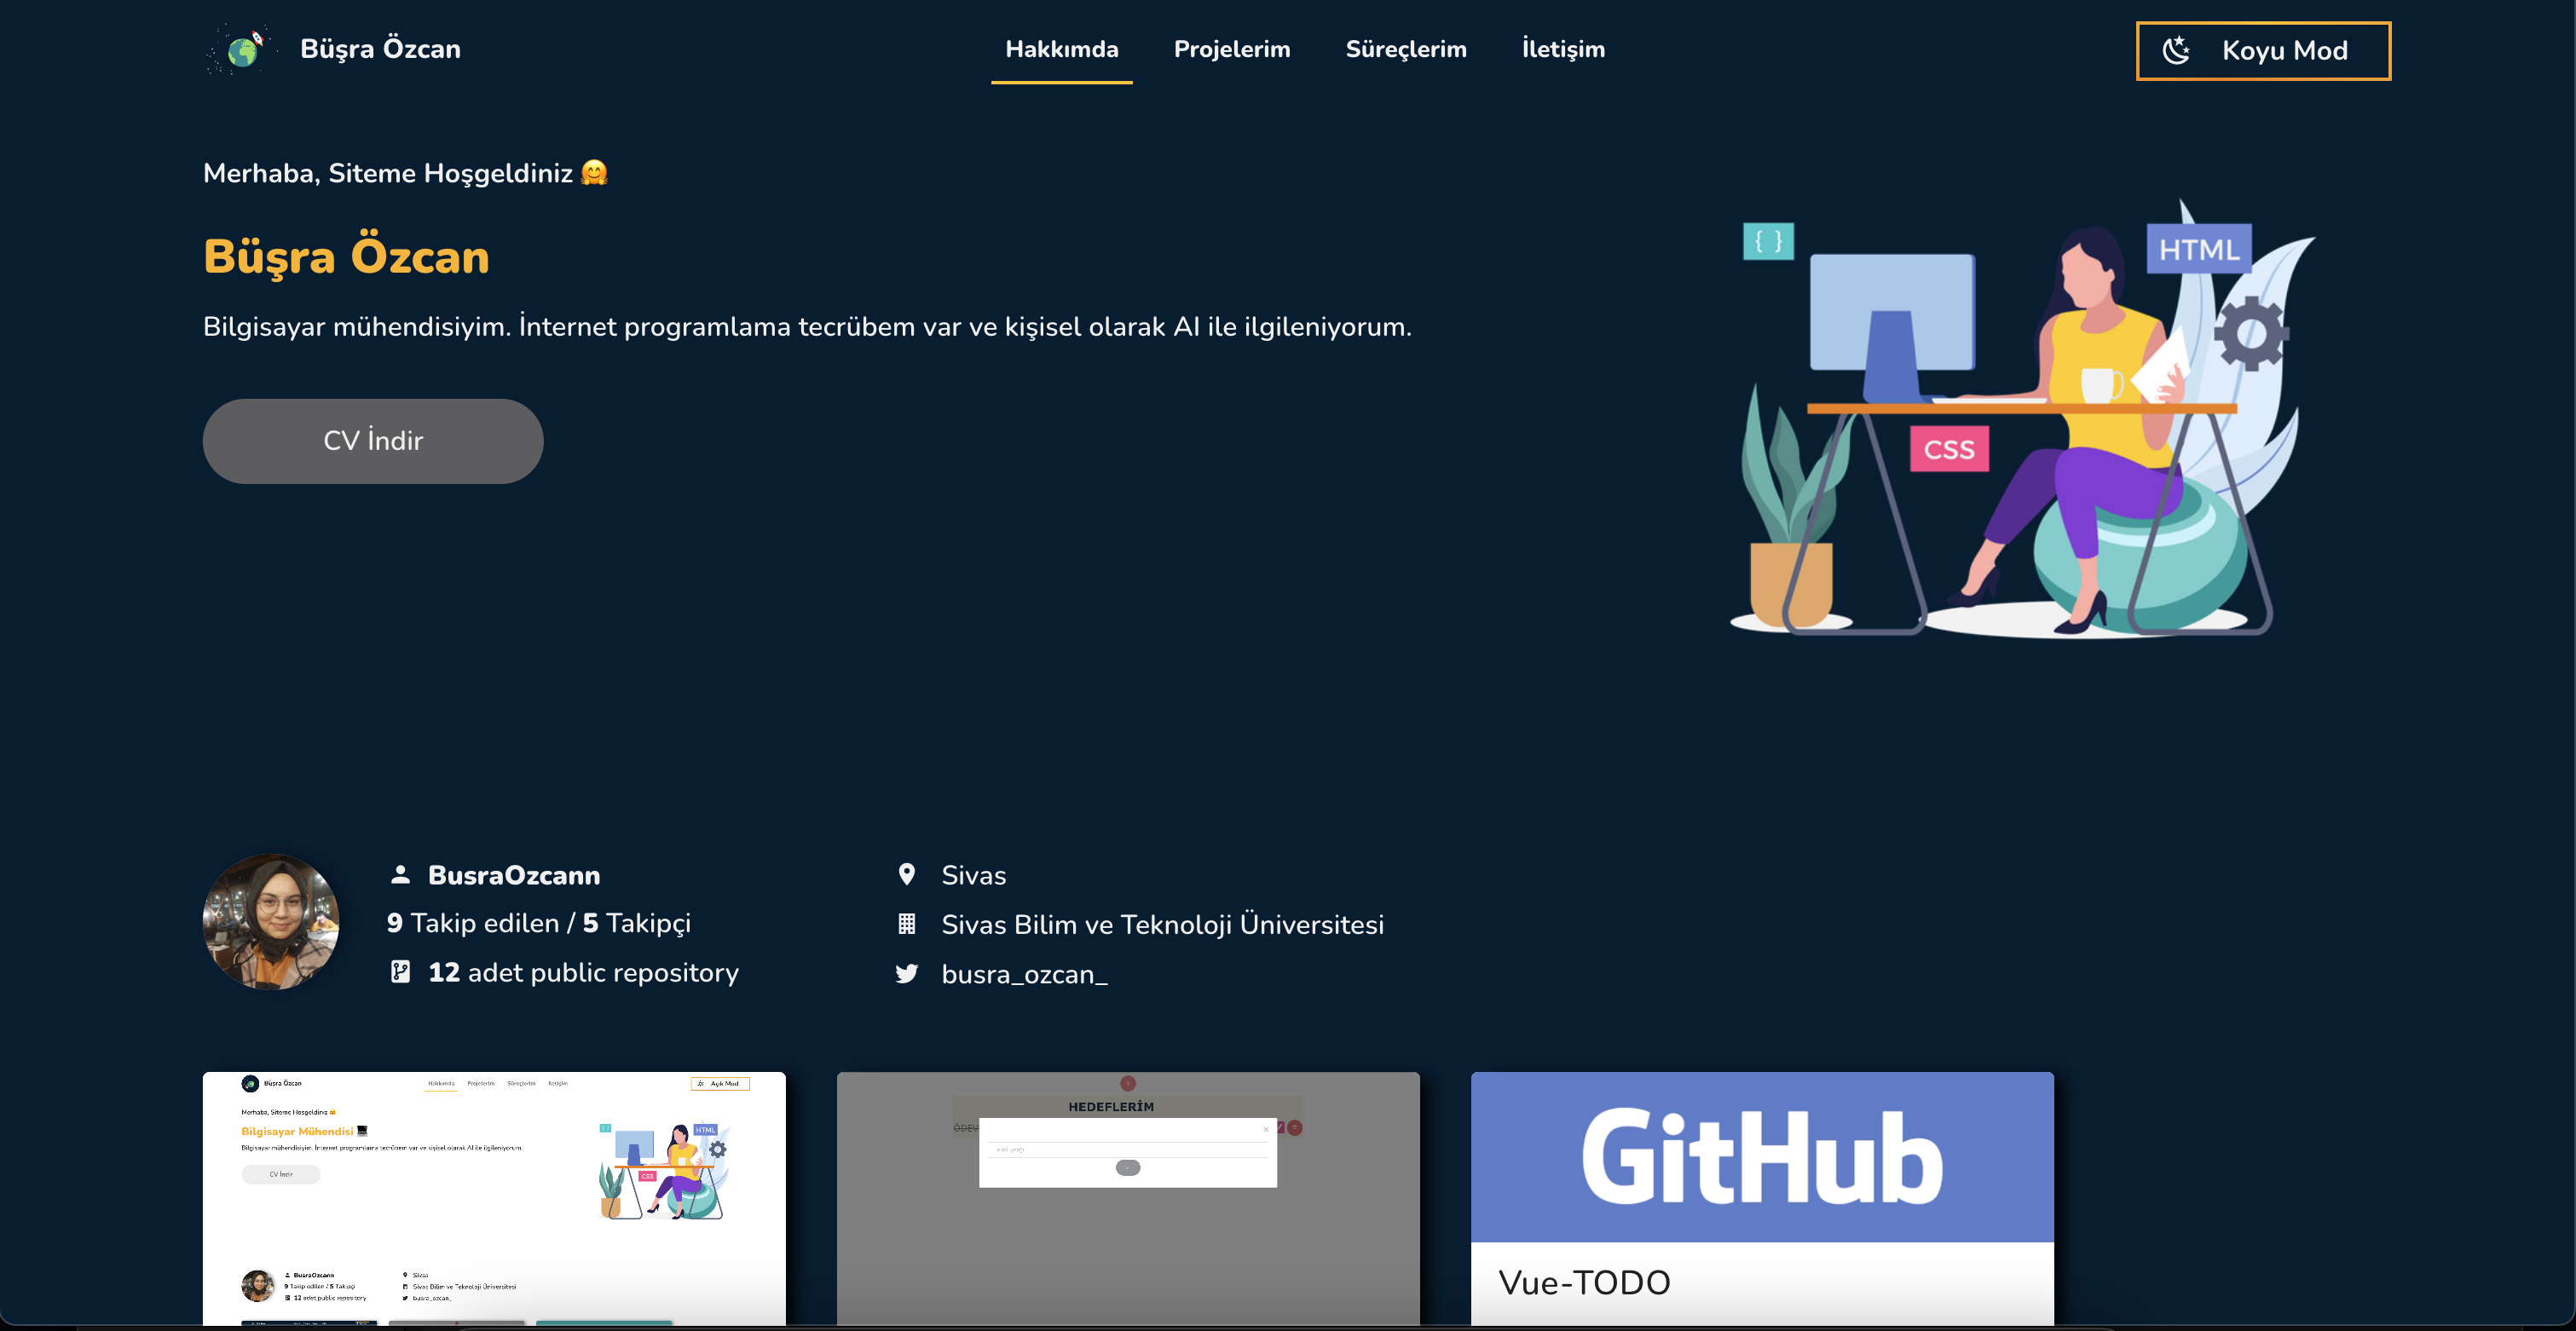 Büşra Özcan
Hakkımda Projelerim Süreçlerim İletişim
Koyu Mod
Merhaba, Siteme Hoşgeldiniz 🤗
Büşra Özcan
Bilgisayar mühendisiyim. İnternet programlama tecrübem var ve kişisel olarak AI ile ilgileniyorum.
CV İndir
{ }
HTML
CSS
BusraOzcann
9 Takip edilen / 5 Takipçi
12 adet public repository
Sivas
Sivas Bilim ve Teknoloji Üniversitesi
busra_ozcan_
Büşra Özcan
Hakkımda Projelerim Süreçlerim İletişim
Açık Mod
Merhaba, Siteme Hoşgeldiniz 🤗
Bilgisayar Mühendisi
Bilgisayar mühendisiyim. İnternet programlama tecrübem var ve kişisel olarak AI ile ilgileniyorum.
CV İndir
{ }
HTML
CSS
BusraOzcann
9 Takip edilen / 5 Takipçi
12 adet public repository
Sivas
Sivas Bilim ve Teknoloji Üniversitesi
busra_ozcan_
HEDEFLERİM
GitHub
Vue-TODO